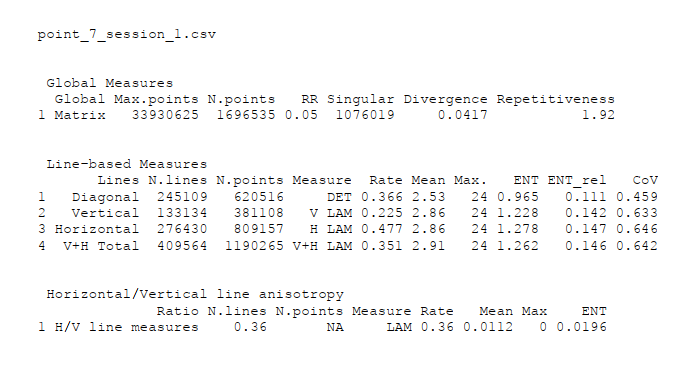 point_7_session_1.csv
Global Measures
Global Max.points N.points RR Singular Divergence Repetitiveness
1 Matrix 33930625 1696535 0.05 1076019 0.0417 1.92
Line-based Measures
Lines N.lines N.points Measure Rate Mean Max. ENT ENT_rel CoV
1 Diagonal 245109 620516 DET 0.366 2.53 24 0.965 0.111 0.459
2 Vertical 133134 381108 V LAM 0.225 2.86 24 1.228 0.142 0.633
3 Horizontal 276430 809157 H LAM 0.477 2.86 24 1.278 0.147 0.646
4 V+H Total 409564 1190265 V+H LAM 0.351 2.91 24 1.262 0.146 0.642
Horizontal/Vertical line anisotropy
Ratio N.lines N.points Measure Rate Mean Max ENT
1 H/V line measures 0.36 NA LAM 0.36 0.0112 0 0.0196